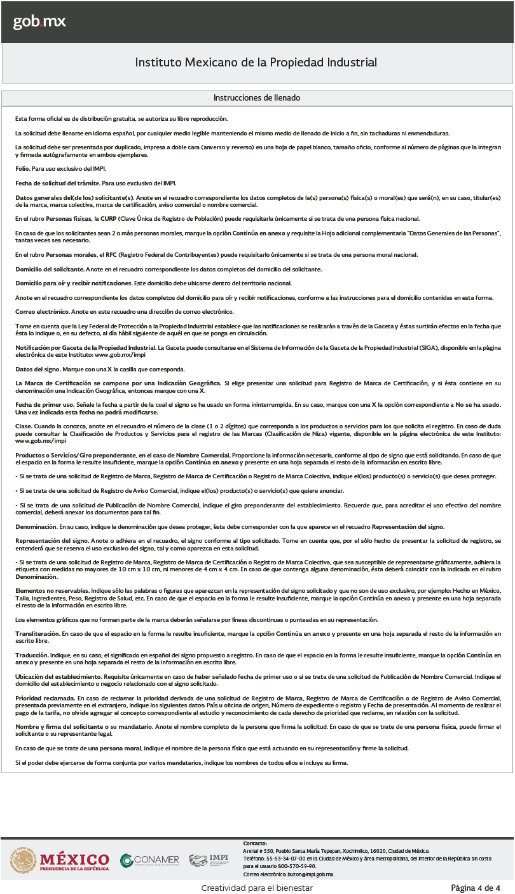 gob mx
Instituto Mexicano de la Propiedad Industrial
Instrucciones de llenado
Esta forma oficial es de distribución gratuita, se autoriza su libre reproducción.
La solicitud debe llenarse en idioma español, por cualquier medio legible manteniendo el mismo medio de llenado de inicio a fin, sin tachaduras ni enmendaduras.
La solicitud debe ser presentada por duplicado, impresa a doble cara (anverso y reverso) en una hoja de papel blanco, tamaño oficio, conforme al número de páginas que la integran
y firmada autógrafamente en ambos ejemplares.
Folio. Para uso exclusivo del IMPI.
Fecha de solicitud del trámite. Para uso exclusivo del IMPI.
Datos generales del(de los) solicitante(s). Anote en el recuadro correspondiente los datos completos de la(s) persona(s) física(s) o moral(es) que será(n), en su caso, titular(es)
de la marca, marca colectiva, marca de certificación, aviso comercial o nombre comercial.
En el rubro Personas físicas, la CURP (Clave Única de Registro de Población) puede requisitarla únicamente si se trata de una persona física nacional.
En caso de que los solicitantes sean 2 o más personas morales, marque la opción Continúa en anexo y requisite la Hoja adicional complementaria "Datos Generales de las Personas",
tantas veces sea necesario.
En el rubro Personas morales, el RFC (Registro Federal de Contribuyentes) puede requisitarlo únicamente si se trata de una persona moral nacional.
Domicilio del solicitante. Anote en el recuadro correspondiente los datos completos del domicilio del solicitante.
Domicilio para oír y recibir notificaciones. Este domicilio debe ubicarse dentro del territorio nacional.
Anote en el recuadro correspondiente los datos completos del domicilio para oír y recibir notificaciones, conforme a las instrucciones para el domicilio contenidas en esta forma.
Correo electrónico. Anote en este recuadro una dirección de correo electrónico.
Tome en cuenta que la Ley Federal de Protección a la Propiedad Industrial establece que las notificaciones se realizarán a través de la Gaceta y éstas surtirán efectos en la fecha que
ésta lo indique o, en su defecto, al día hábil siguiente de aquél en que se ponga en circulación.
Notificación por Gaceta de la Propiedad Industrial. La Gaceta puede consultarse en el Sistema de Información de la Gaceta de la Propiedad Industrial (SIGA), disponible en la página
electrónica de este Instituto: www.gob.mx/impi
Datos del signo. Marque con una X la casilla que corresponda.
La Marca de Certificación se compone por una Indicación Geográfica. Si elige presentar una solicitud para Registro de Marca de Certificación, y si ésta contiene en su
denominación una Indicación Geográfica, entonces marque con una X.
Fecha de primer uso. Señale la fecha a partir de la cual el signo se ha usado en forma ininterrumpida. En su caso, marque con una X la opción correspondiente a No se ha usado.
Una vez indicada esta fecha no podrá modificarse.
Clase. Cuando la conozca, anote en el recuadro el número de la clase (1 o 2 dígitos) que corresponda a los productos o servicios para los que solicita el registro. En caso de duda
puede consultar la Clasificación de Productos y Servicios para el registro de las Marcas (Clasificación de Niza) vigente, disponible en la página electrónica de este Instituto:
www.gob.mx/impi
Productos o Servicios/Giro preponderante, en el caso de Nombre Comercial. Proporcione la información necesaria, conforme al tipo de signo que está solicitando. En caso de que
el espacio en la forma le resulte insuficiente, marque la opción Continúa en anexo y presente en una hoja separada el resto de la información en escrito libre.
- Si se trata de una solicitud de Registro de Marca, Registro de Marca de Certificación o Registro de Marca Colectiva, indique el(los) producto(s) o servicio(s) que desea proteger.
- Si se trata de una solicitud de Registro de Aviso Comercial, indique el(los) producto(s) o servicio(s) que quiere anunciar.
- Si se trata de una solicitud de Publicación de Nombre Comercial, indique el giro preponderante del establecimiento. Recuerde que, para acreditar el uso efectivo del nombre
comercial, deberá anexar los documentos para tal fin.
Denominación. En su caso, indique la denominación que desea proteger, ésta debe corresponder con la que aparece en el recuadro Representación del signo.
Representación del signo. Anote o adhiera en el recuadro, el signo conforme al tipo solicitado. Tome en cuenta que, por el sólo hecho de presentar la solicitud de registro, se
entenderá que se reserva el uso exclusivo del signo, tal y como aparezca en esta solicitud.
- Si se trata de una solicitud de Registro de Marca, Registro de Marca de Certificación o Registro de Marca Colectiva, que sea susceptible de representarse gráficamente, adhiera la
etiqueta con medidas no mayores de 10 cm x 10 cm, ni menores de 4 cm x 4 cm. En caso de que contenga alguna denominación, ésta deberá coincidir con la indicada en el rubro
Denominación.
Elementos no reservables. Indique sólo las palabras o figuras que aparezcan en la representación del signo solicitado y que no son de uso exclusivo, por ejemplo: Hecho en México,
Talla, Ingredientes, Peso, Registro de Salud, etc. En caso de que el espacio en la forma le resulte insuficiente, marque la opción Continúa en anexo y presente en una hoja separada
el resto de la información en escrito libre.
Los elementos gráficos que no forman parte de la marca deberán señalarse por líneas discontinuas o punteadas en su representación.
Transliteración. En caso de que el espacio en la forma le resulte insuficiente, marque la opción Continúa en anexo y presente en una hoja separada el resto de la información en
escrito libre.
Traducción. Indique, en su caso, el significado en español del signo propuesto a registro. En caso de que el espacio en la forma le resulte insuficiente, marque la opción Continúa en
anexo y presente en una hoja separada el resto de la información en escrito libre.
Ubicación del establecimiento. Requisite únicamente en caso de haber señalado fecha de primer uso o si se trata de una solicitud de Publicación de Nombre Comercial. Indique el
domicilio del establecimiento o negocio relacionado con el signo solicitado.
Prioridad reclamada. En caso de reclamar la prioridad derivada de una solicitud de Registro de Marca, Registro de Marca de Certificación o de Registro de Aviso Comercial,
presentada previamente en el extranjero, indique los siguientes datos: País u oficina de origen, Número de expediente o registro y Fecha de presentación. Al momento de realizar el
pago de la tarifa, no olvide agregar el concepto correspondiente al estudio y reconocimiento de cada derecho de prioridad que reclame, en relación con la solicitud.
Nombre y firma del solicitante o su mandatario. Anote el nombre completo de la persona que firma la solicitud. En caso de que se trate de una persona física, puede firmar el
solicitante o su representante legal.
En caso de que se trate de una persona moral, indique el nombre de la persona física que está actuando en su representación y firme la solicitud.
Si el poder debe ejercerse de forma conjunta por varios mandatarios, indique los nombres de todos ellos e incluya su firma.
MÉXICO
PRESIDENCIA DE LA REPÚBLICA
CONAMER
IMPI
Contacto:
Arenal # 550, Pueblo Santa María Tepepan, Xochimilco, 16020, Ciudad de México.
Teléfono: 55-53-34-07-00 en la Ciudad de México y área metropolitana, del interior de la República sin costo
para el usuario 800-570-59-90.
Correo electrónico: buzon@impi.gob.mx
Creatividad para el bienestar
Página 4 de 4